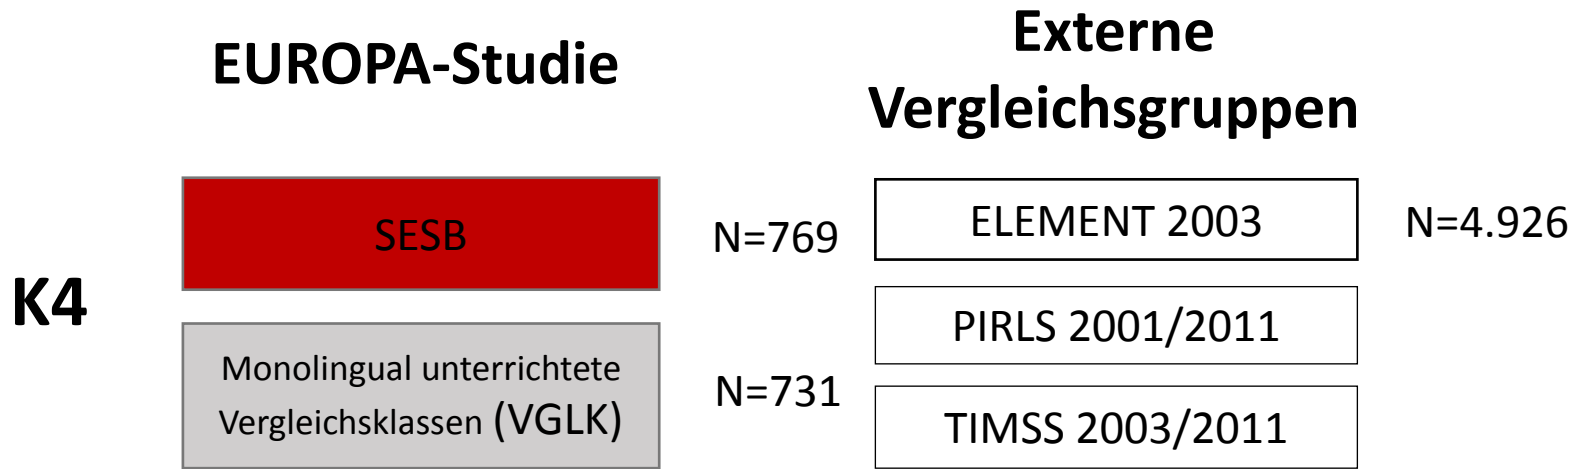 EUROPA-Studie
Externe
Vergleichsgruppen
K4
SESB
N=769
Monolingual unterrichtete
Vergleichsklassen (VGLK)
N=731
ELEMENT 2003
N=4.926
PIRLS 2001/2011
TIMSS 2003/2011